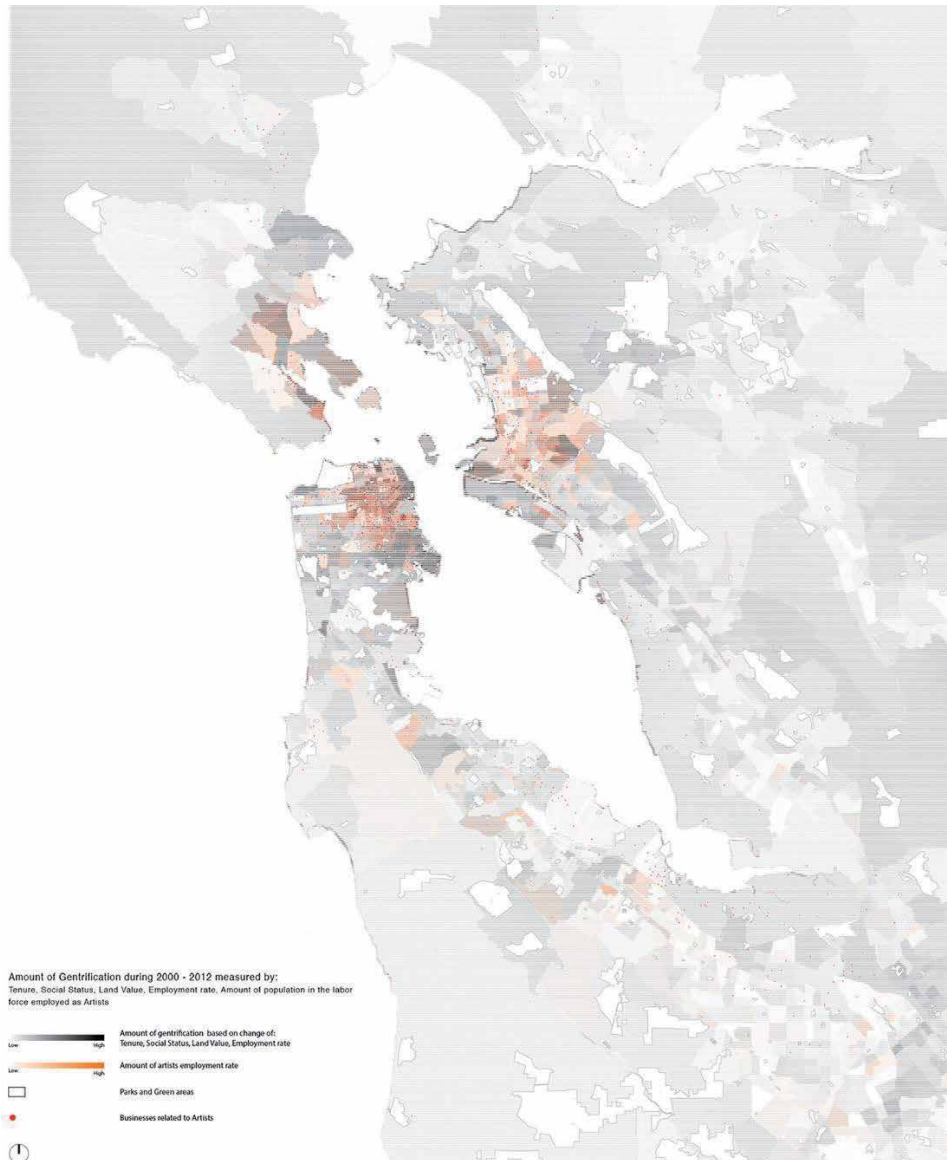 Amount of Gentrification during 2000 - 2012 measured by:
Tenure, Social Status, Land Value, Employment rate, Amount of population in the labor
force employed as Artists
Amount of gentrification based on change of:
Tenure, Social Status, Land Value, Employment rate
Low High
Amount of artists employment rate
Low High
Parks and Green areas
Businesses related to Artists